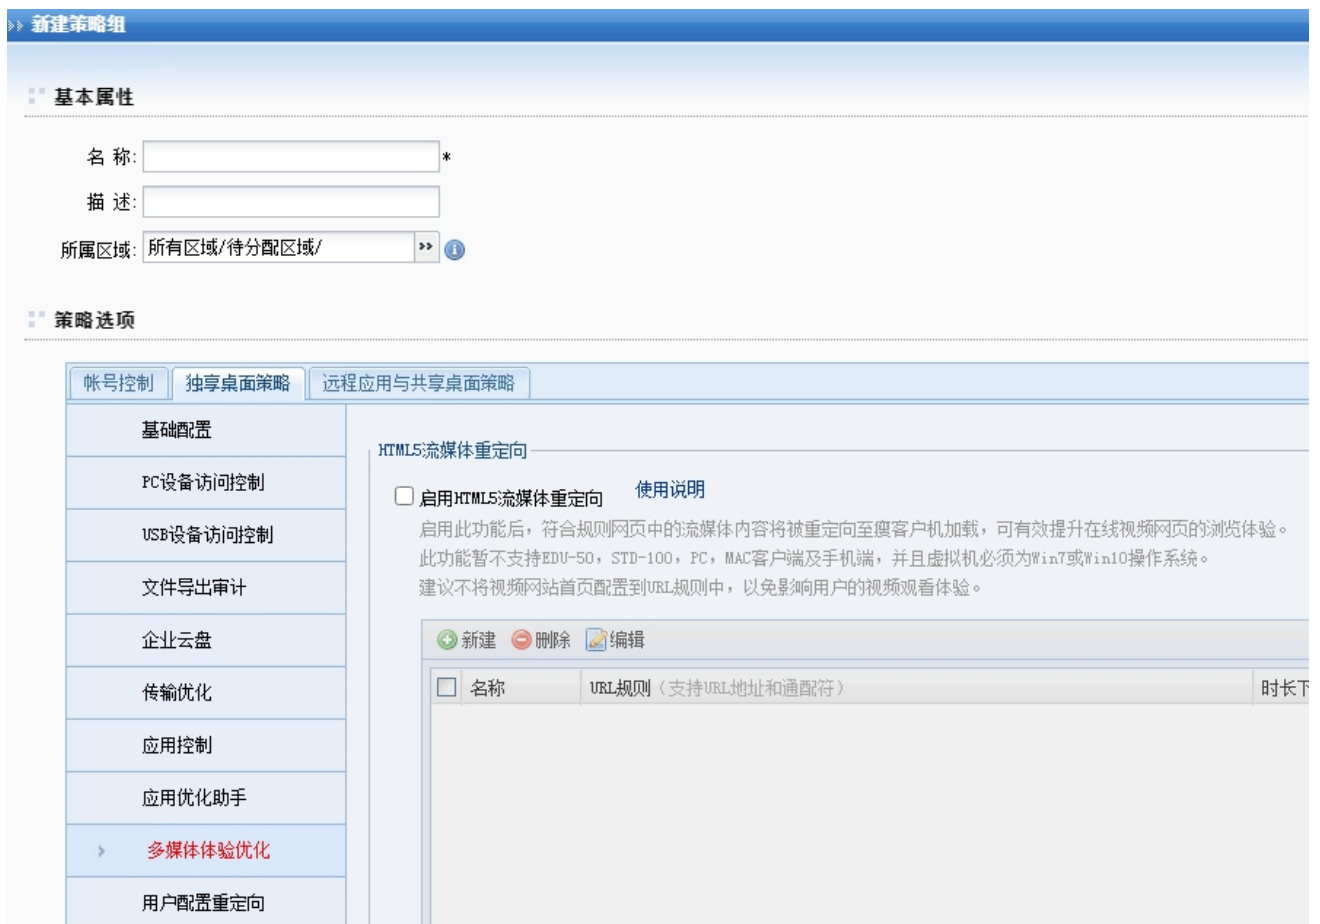 新建策略组
基本属性
名 称: *
描 述:
所属区域: 所有区域/待分配区域/
策略选项
帐号控制 独享桌面策略 远程应用与共享桌面策略
基础配置
PC设备访问控制
USB设备访问控制
文件导出审计
企业云盘
传输优化
应用控制
应用优化助手
多媒体体验优化
用户配置重定向
HTML5流媒体重定向
启用HTML5流媒体重定向 使用说明
启用此功能后，符合规则网页中的流媒体内容将被重定向至瘦客户机加载，可有效提升在线视频网页的浏览体验。
此功能暂不支持EDU-50，STD-100，PC，MAC客户端及手机端，并且虚拟机必须为Win7或Win10操作系统。
建议不将视频网站首页配置到URL规则中，以免影响用户的视频观看体验。
新建 删除 编辑
名称 URL规则（支持URL地址和通配符） 时长下